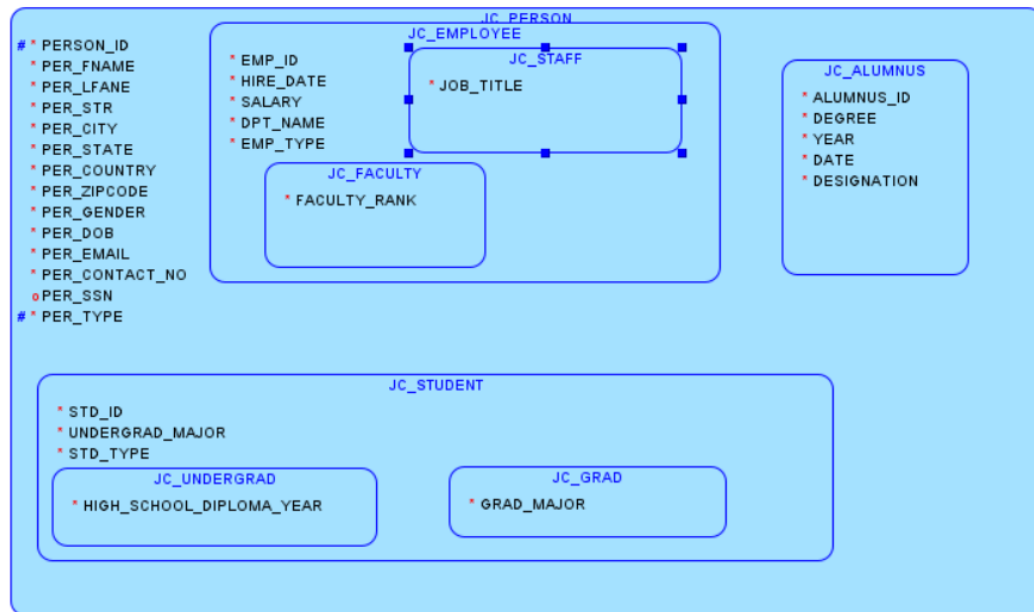 JC_PERSON
# * PERSON_ID
* PER_FNAME
* PER_LFANE
* PER_STR
* PER_CITY
* PER_STATE
* PER_COUNTRY
* PER_ZIPCODE
* PER_GENDER
* PER_DOB
* PER_EMAIL
* PER_CONTACT_NO
o PER_SSN
# * PER_TYPE
JC_EMPLOYEE
* EMP_ID
* HIRE_DATE
* SALARY
* DPT_NAME
* EMP_TYPE
JC_STAFF
* JOB_TITLE
JC_FACULTY
* FACULTY_RANK
JC_ALUMNUS
* ALUMNUS_ID
* DEGREE
* YEAR
* DATE
* DESIGNATION
JC_STUDENT
* STD_ID
* UNDERGRAD_MAJOR
* STD_TYPE
JC_UNDERGRAD
* HIGH_SCHOOL_DIPLOMA_YEAR
JC_GRAD
* GRAD_MAJOR